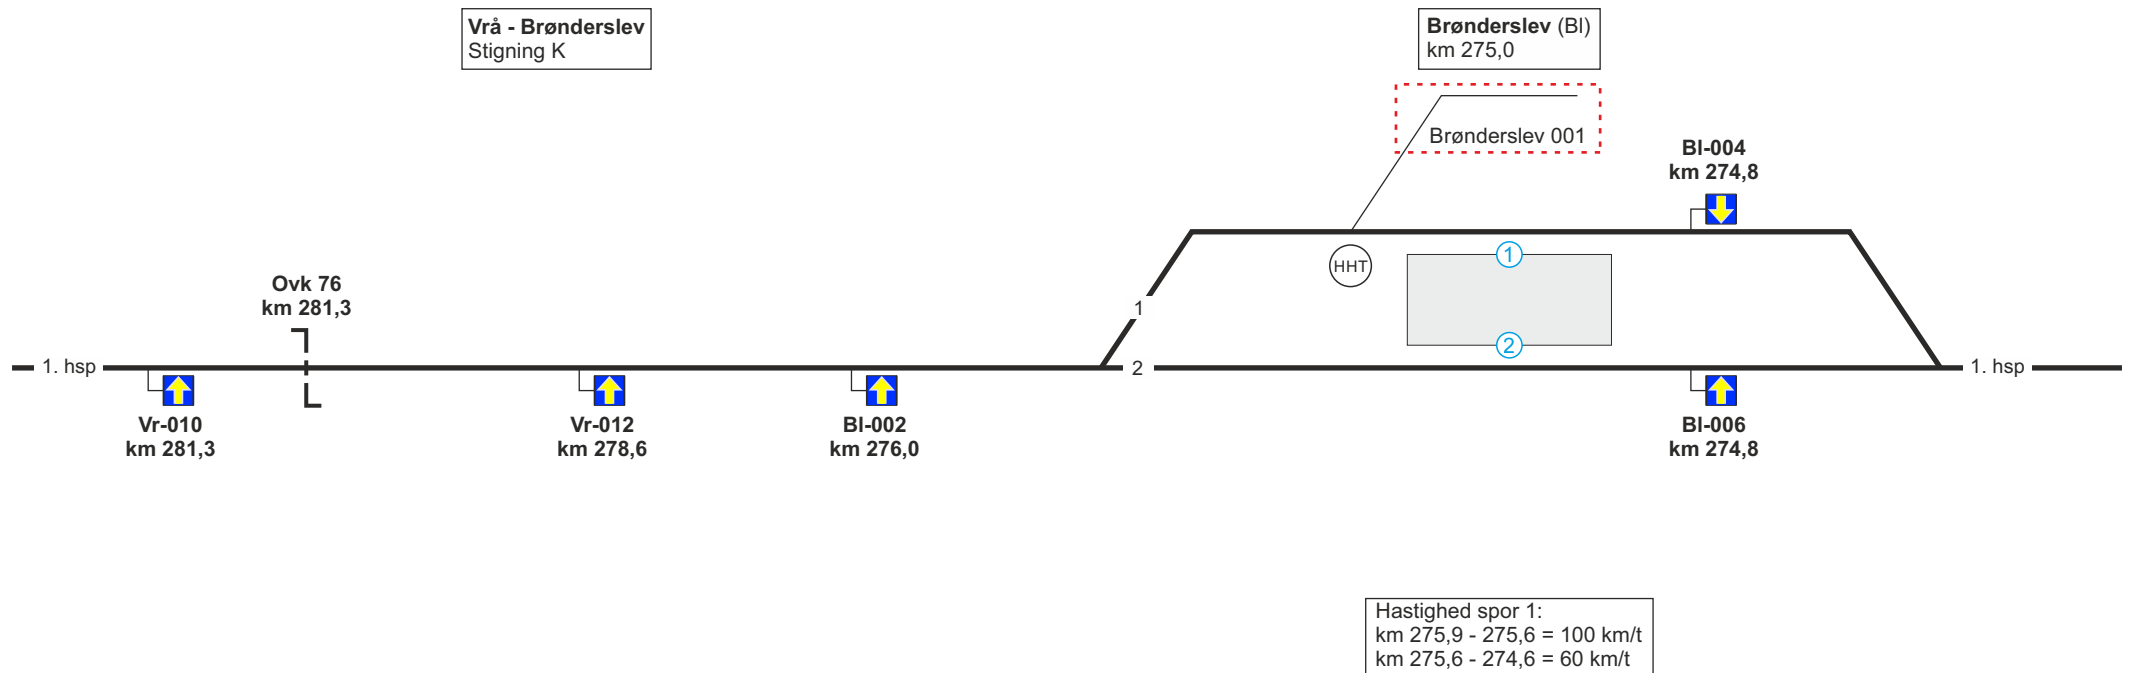 Vrå - Brønderslev
Stigning K
Brønderslev (Bl)
km 275,0
Brønderslev 001
Bl-004
km 274,8
HHT
1
Ovk 76
km 281,3
1
2
1. hsp
2
1. hsp
Vr-010
km 281,3
Vr-012
km 278,6
Bl-002
km 276,0
Bl-006
km 274,8
Hastighed spor 1:
km 275,9 - 275,6 = 100 km/t
km 275,6 - 274,6 = 60 km/t